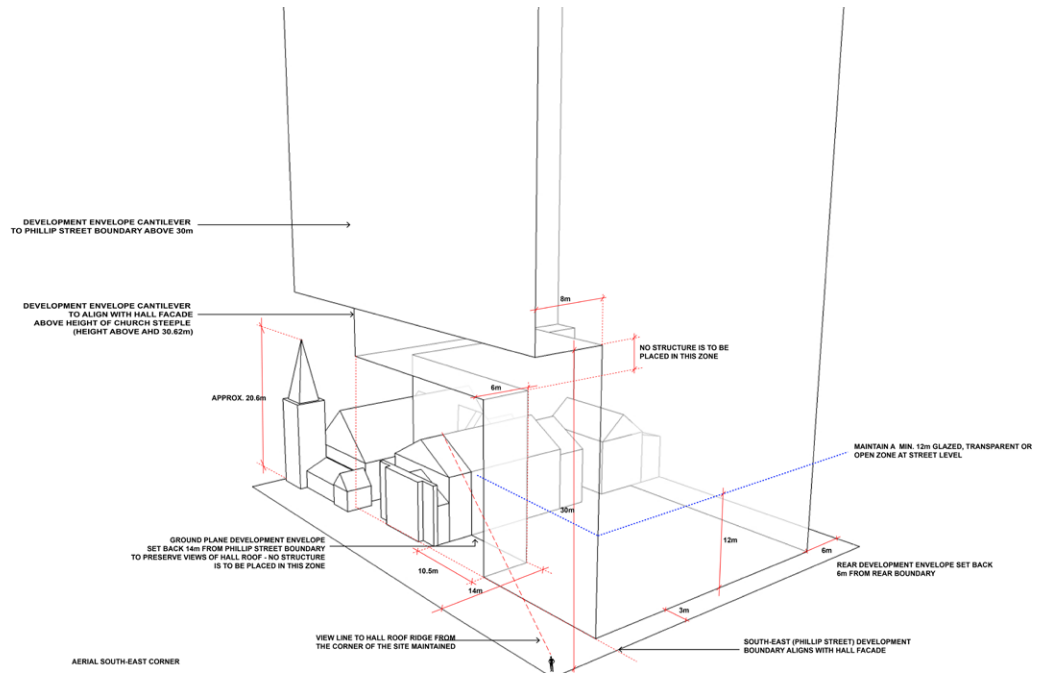 DEVELOPMENT ENVELOPE CANTILEVER
TO PHILLIP STREET BOUNDARY ABOVE 30m
DEVELOPMENT ENVELOPE CANTILEVER
TO ALIGN WITH HALL FACADE
ABOVE HEIGHT OF CHURCH STEEPLE
(HEIGHT ABOVE AHD 30.62m)
8m
NO STRUCTURE IS TO BE
PLACED IN THIS ZONE
6m
APPROX. 20.6m
MAINTAIN A MIN. 12m GLAZED, TRANSPARENT OR
OPEN ZONE AT STREET LEVEL
30m
GROUND PLANE DEVELOPMENT ENVELOPE
SET BACK 14m FROM PHILLIP STREET BOUNDARY
TO PRESERVE VIEWS OF HALL ROOF - NO STRUCTURE
IS TO BE PLACED IN THIS ZONE
12m
6m
REAR DEVELOPMENT ENVELOPE SET BACK
6m FROM REAR BOUNDARY
10.5m
14m
3m
VIEW LINE TO HALL ROOF RIDGE FROM
THE CORNER OF THE SITE MAINTAINED
SOUTH-EAST (PHILLIP STREET) DEVELOPMENT
BOUNDARY ALIGNS WITH HALL FACADE
AERIAL SOUTH-EAST CORNER